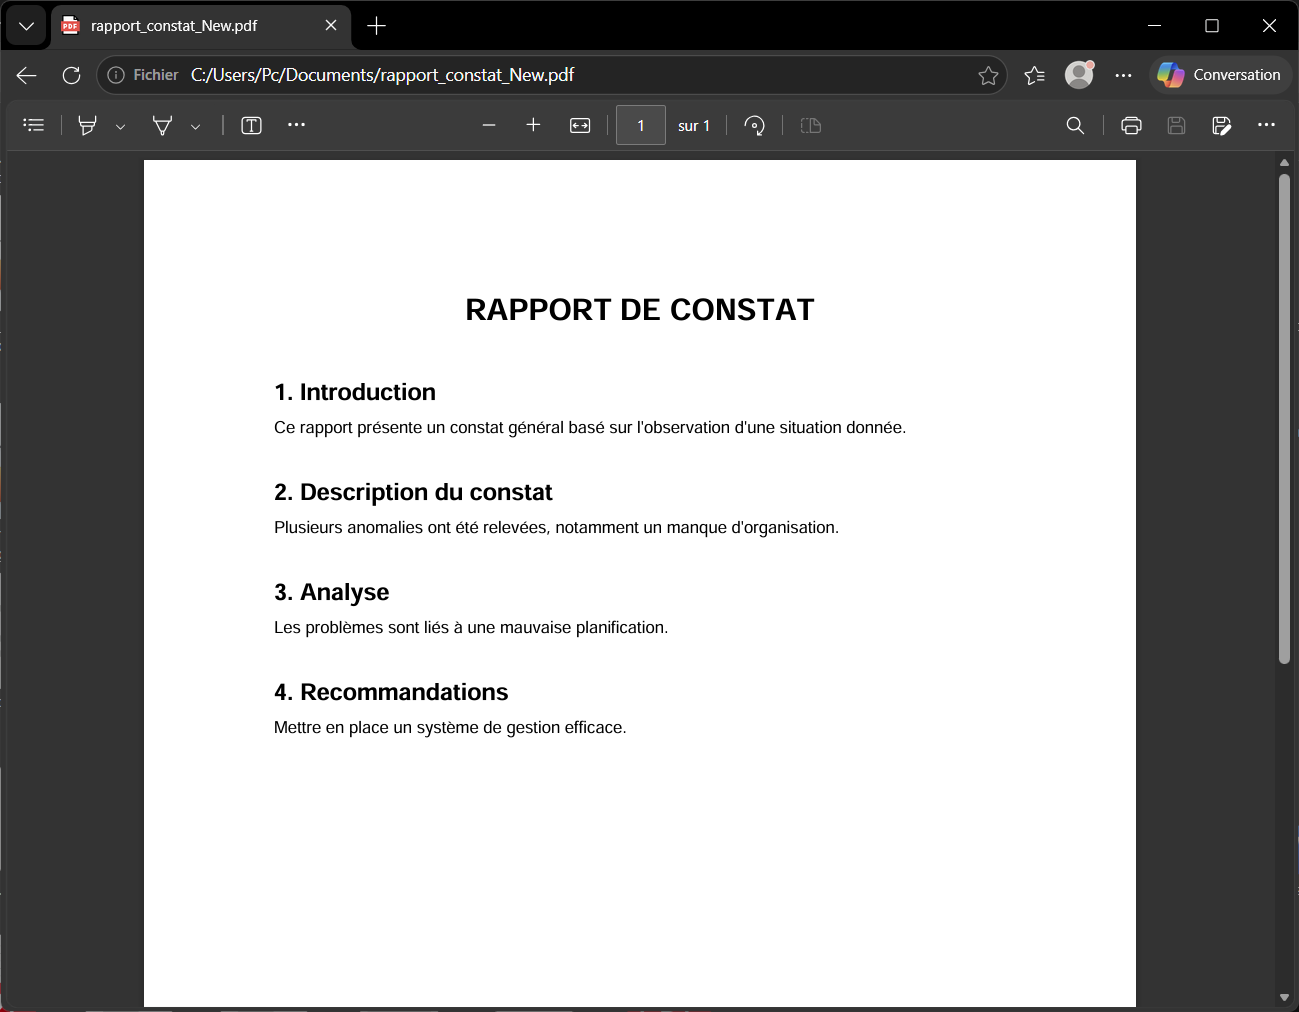 rapport_constat_New.pdf
Fichier C:/Users/Pc/Documents/rapport_constat_New.pdf
Conversation
1 sur 1
RAPPORT DE CONSTAT
1. Introduction
Ce rapport présente un constat général basé sur l'observation d'une situation donnée.
2. Description du constat
Plusieurs anomalies ont été relevées, notamment un manque d'organisation.
3. Analyse
Les problèmes sont liés à une mauvaise planification.
4. Recommandations
Mettre en place un système de gestion efficace.